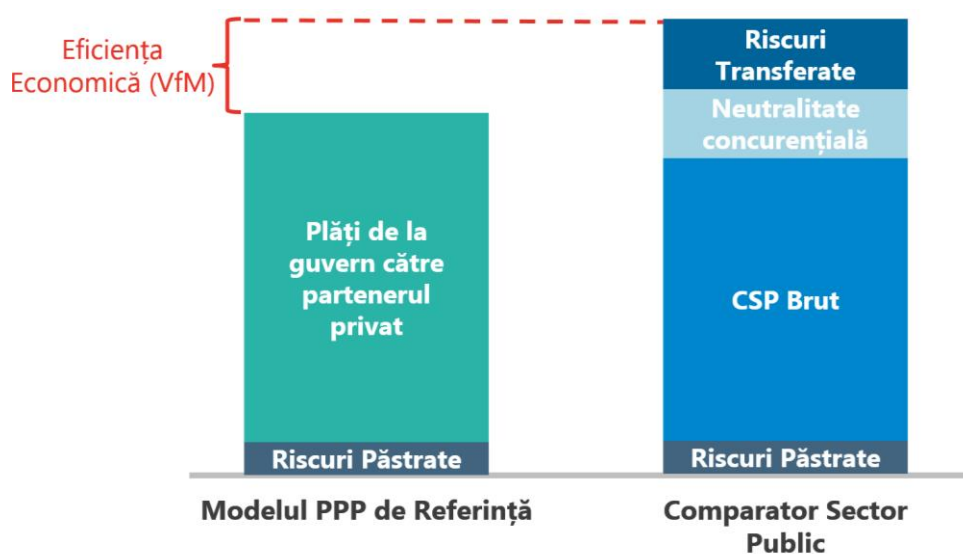 Eficiența
Economică (VfM)
Riscuri
Transferate
Neutralitate
concurențială
Plăți de la
guvern către
partenerul
privat
CSP Brut
Riscuri Păstrate
Riscuri Păstrate
Modelul PPP de Referință
Comparator Sector
Public